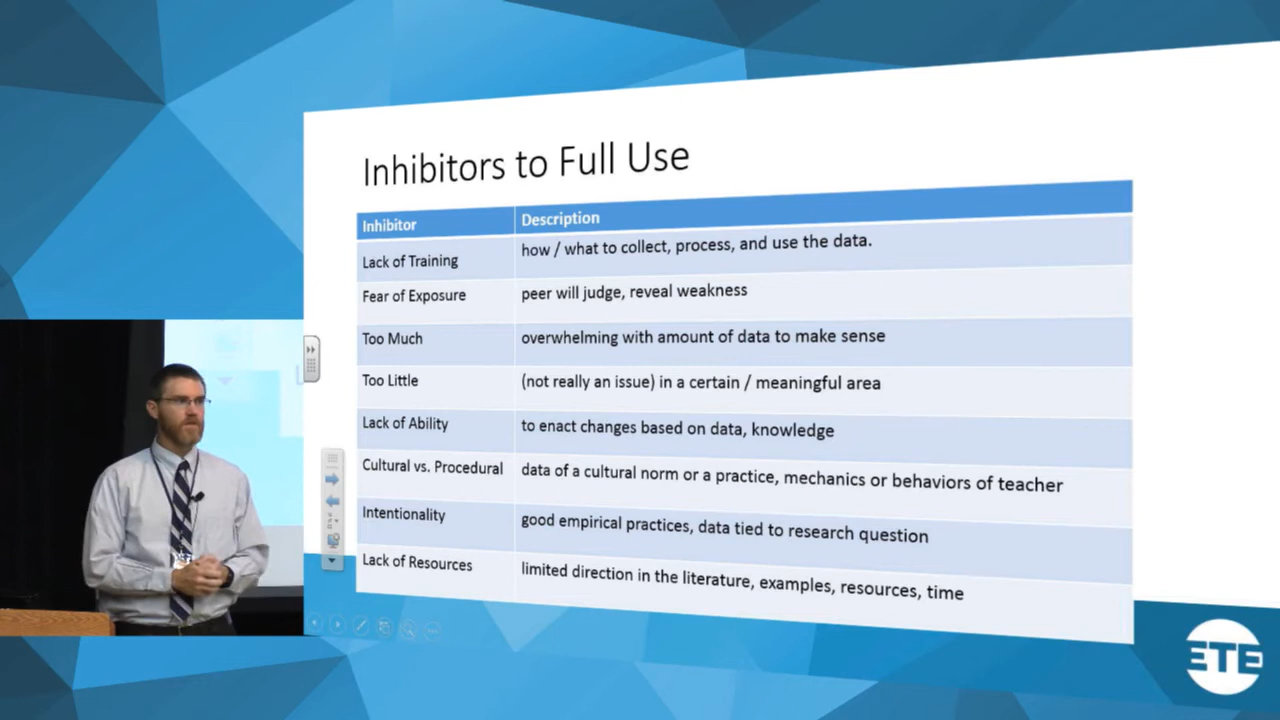 Inhibitors to Full Use
Inhibitor Description
Lack of Training how / what to collect, process, and use the data.
Fear of Exposure peer will judge, reveal weakness
Too Much overwhelming with amount of data to make sense
Too Little (not really an issue) in a certain / meaningful area
Lack of Ability to enact changes based on data, knowledge
Cultural vs. Procedural data of a cultural norm or a practice, mechanics or behaviors of teacher
Intentionality good empirical practices, data tied to research question
Lack of Resources limited direction in the literature, examples, resources, time
ETE